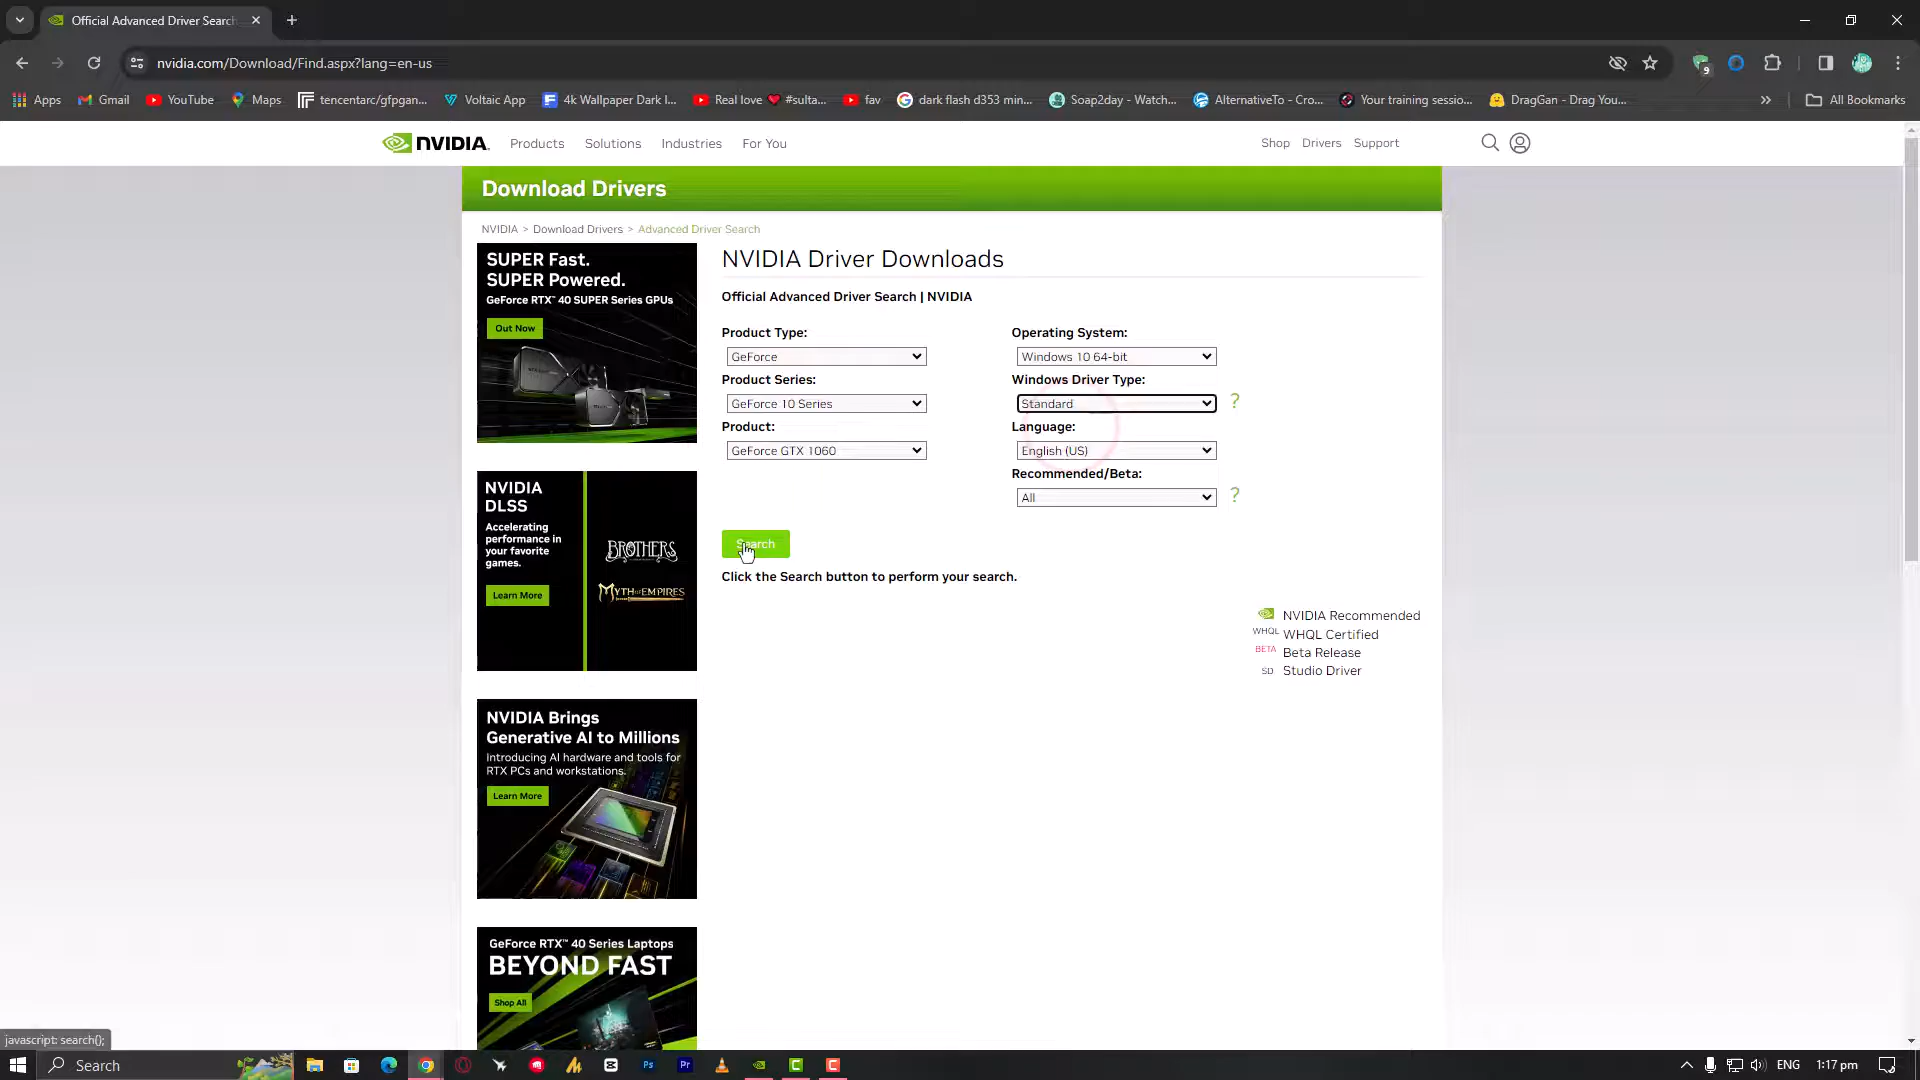 Official Advanced Driver Search
nvidia.com/Download/Find.aspx?lang=en-us
9
Apps
Gmail
YouTube
Maps
tencentarc/gfpgan...
Voltaic App
4k Wallpaper Dark I...
Real love ❤ #sulta...
fav
dark flash d353 min...
Soap2day - Watch...
AlternativeTo - Cro...
Your training sessio...
DragGan - Drag You...
»
All Bookmarks
NVIDIA.
Products
Solutions
Industries
For You
Shop
Drivers
Support
Download Drivers
NVIDIA > Download Drivers > Advanced Driver Search
SUPER Fast.
SUPER Powered.
GeForce RTX™ 40 SUPER Series GPUs
Out Now
NVIDIA
DLSS
Accelerating
performance in
your favorite
games.
Learn More
BROTHERS
MYTH OF EMPIRES
NVIDIA Brings
Generative AI to Millions
Introducing AI hardware and tools for
RTX PCs and workstations.
Learn More
GeForce RTX™ 40 Series Laptops
BEYOND FAST
Shop All
NVIDIA Driver Downloads
Official Advanced Driver Search | NVIDIA
Product Type:
GeForce
Product Series:
GeForce 10 Series
Product:
GeForce GTX 1060
Operating System:
Windows 10 64-bit
Windows Driver Type:
Standard
?
Language:
English (US)
Recommended/Beta:
All
?
Search
Click the Search button to perform your search.
NVIDIA Recommended
WHQL WHQL Certified
BETA Beta Release
SD Studio Driver
javascript: search();
Search
Ps
Pr
ENG
1:17 pm